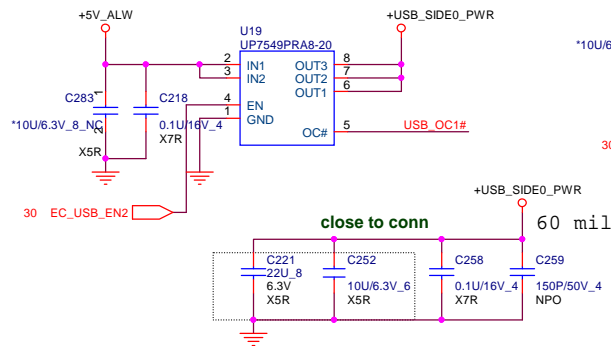 +5V_ALW
U19
UP7549PRA8-20
+USB_SIDE0_PWR
*10U/6
2 IN1 OUT3 8
3 IN2 OUT2 7
OUT1 6
4 EN
1 GND
OC# 5 USB_OC1#
C283 1
*10U/6.3V_8_NC
2
X5R
C218
0.1U/16V_4
X7R
30 EC_USB_EN2
30
+USB_SIDE0_PWR
close to conn
60 mil
C221
22U_8
6.3V
X5R
C252
10U/6.3V_6
X5R
C258
0.1U/16V_4
X7R
C259
150P/50V_4
NPO